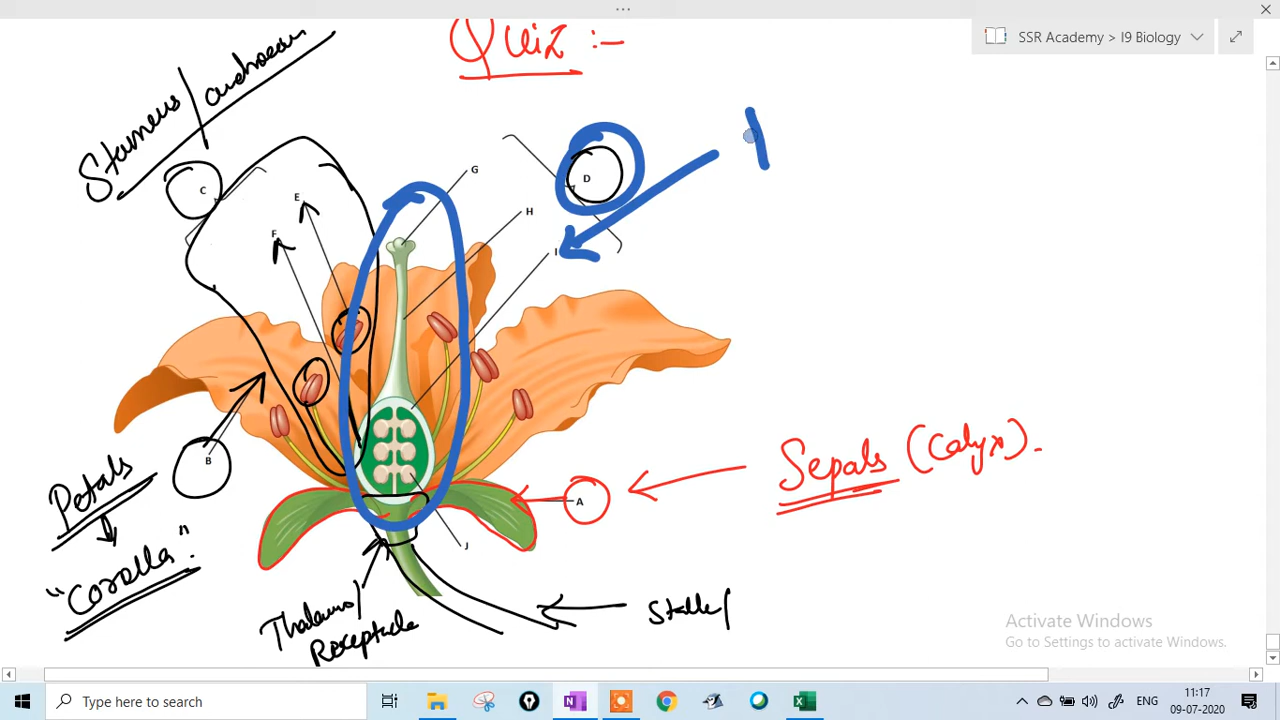 SSR Academy > I9 Biology
Quiz :-
Stamens/androecium
C
E
F
G
H
D
I
B
Petals
"Corolla".
A
Sepals (Calyx).
J
Thalamus/
Receptacle
Activate Windows
Go to Settings to activate Windows.
Type here to search
ENG
11:17
09-07-2020